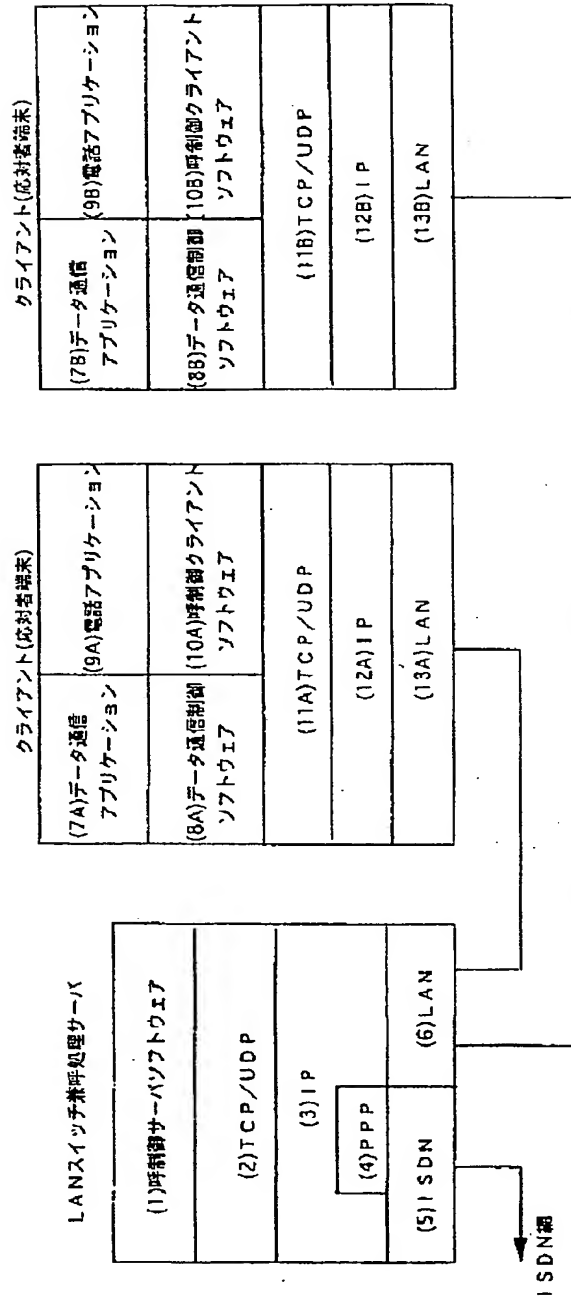 LANスイッチ兼呼処理サーバ
(1)呼制御サーバソフトウェア
(2)TCP/UDP
(3)IP
(4)PPP
(5)ISDN
(6)LAN
ISDN網
クライアント(応対者端末)
(7A)データ通信
アプリケーション
(9A)電話アプリケーション
(8A)データ通信制御
ソフトウェア
(10A)呼制御クライアント
ソフトウェア
(11A)TCP/UDP
(12A)IP
(13A)LAN
クライアント(応対者端末)
(7B)データ通信
アプリケーション
(9B)電話アプリケーション
(8B)データ通信制御
ソフトウェア
(10B)呼制御クライアント
ソフトウェア
(11B)TCP/UDP
(12B)IP
(13B)LAN